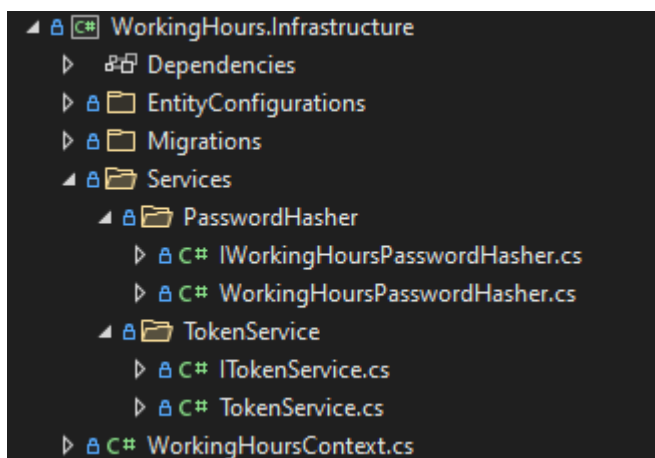 C# WorkingHours.Infrastructure
Dependencies
EntityConfigurations
Migrations
Services
PasswordHasher
C# IWorkingHoursPasswordHasher.cs
C# WorkingHoursPasswordHasher.cs
TokenService
C# ITokenService.cs
C# TokenService.cs
C# WorkingHoursContext.cs